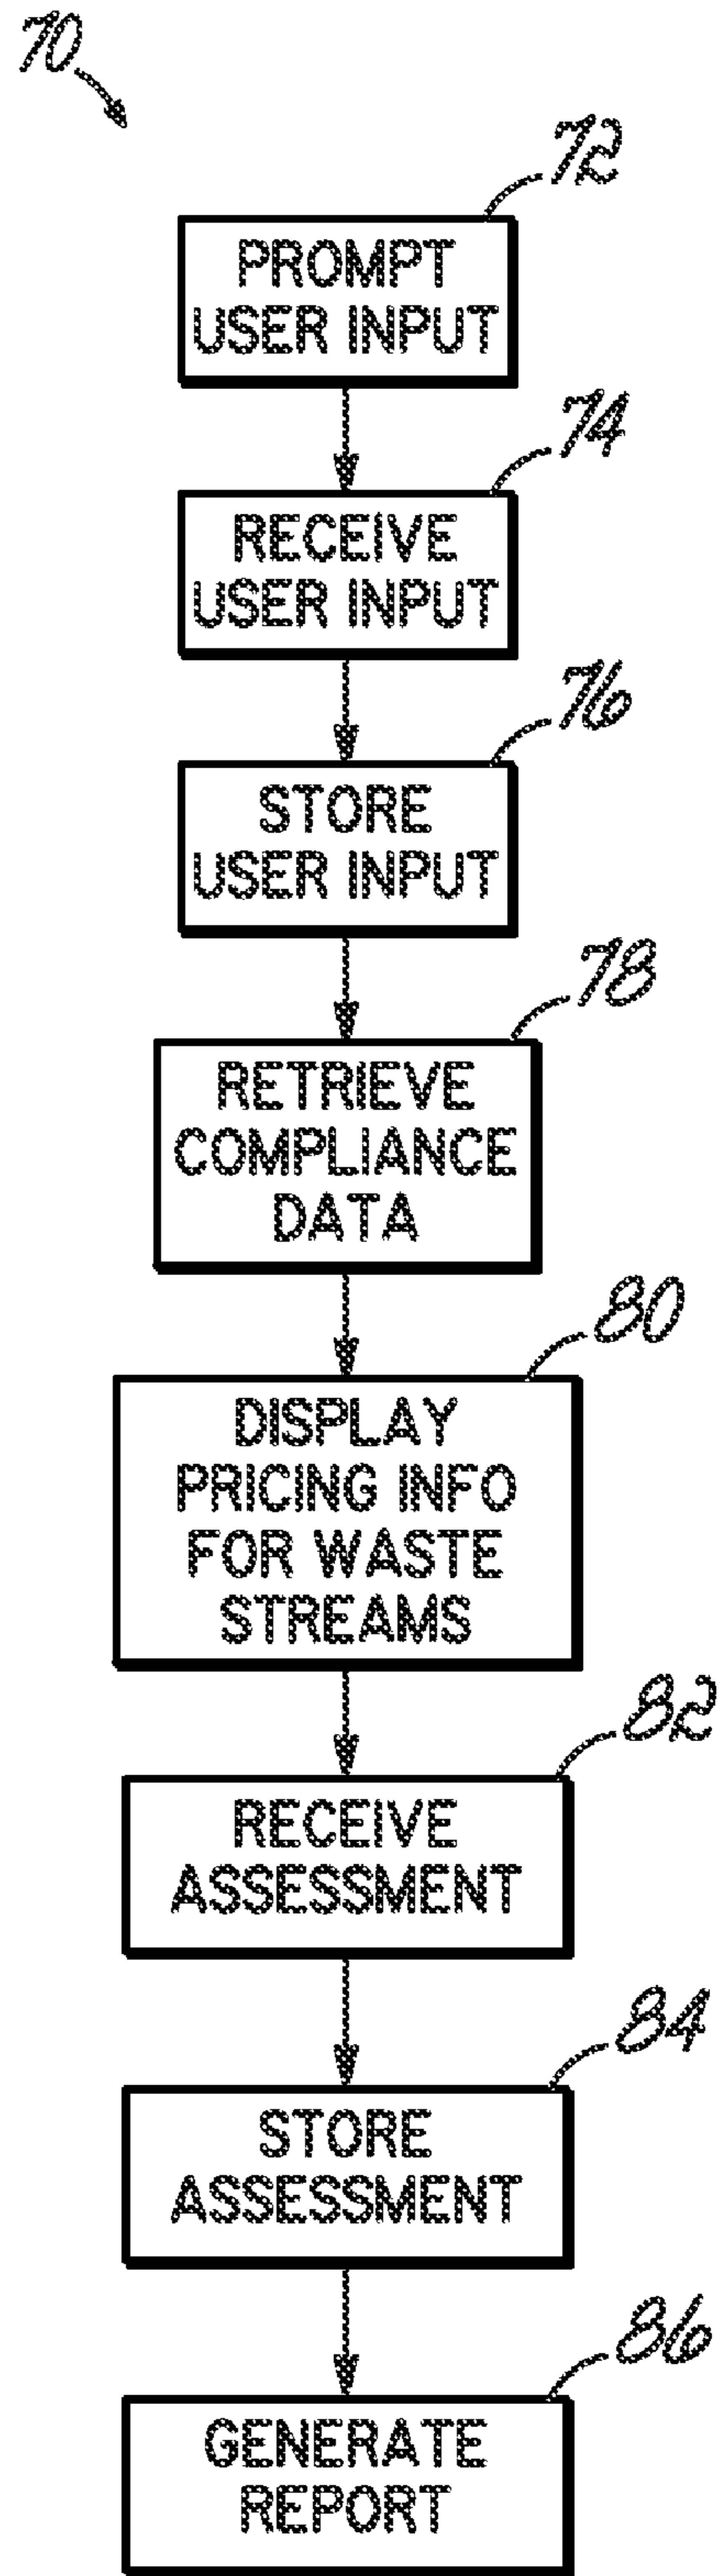 70
72
PROMPT
USER INPUT
74
RECEIVE
USER INPUT
76
STORE
USER INPUT
78
RETRIEVE
COMPLIANCE
DATA
80
DISPLAY
PRICING INFO
FOR WASTE
STREAMS
82
RECEIVE
ASSESSMENT
84
STORE
ASSESSMENT
86
GENERATE
REPORT